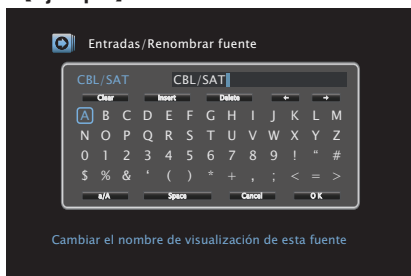 Entradas/Renombrar fuente
CBL/SAT CBL/SAT
Clear Insert Delete ← →
A B C D E F G H I J K L M
N O P Q R S T U V W X Y Z
0 1 2 3 4 5 6 7 8 9 ! “ #
$ % & ‘ ( ) * + , ; < = >
a/A Space Cancel OK
Cambiar el nombre de visualización de esta fuente